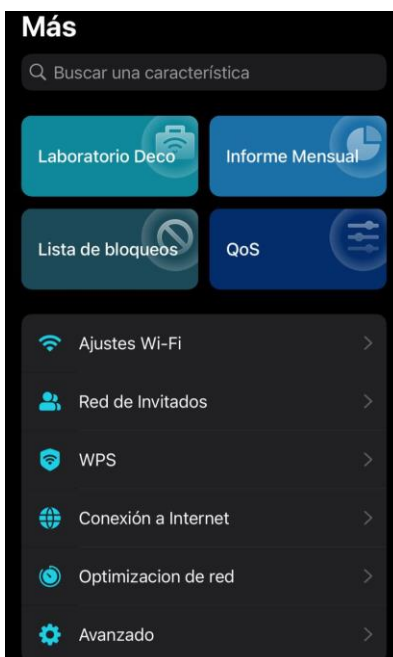 Más
Buscar una característica
Laboratorio Deco
Informe Mensual
Lista de bloqueos
QoS
Ajustes Wi-Fi
Red de Invitados
WPS
Conexión a Internet
Optimizacion de red
Avanzado